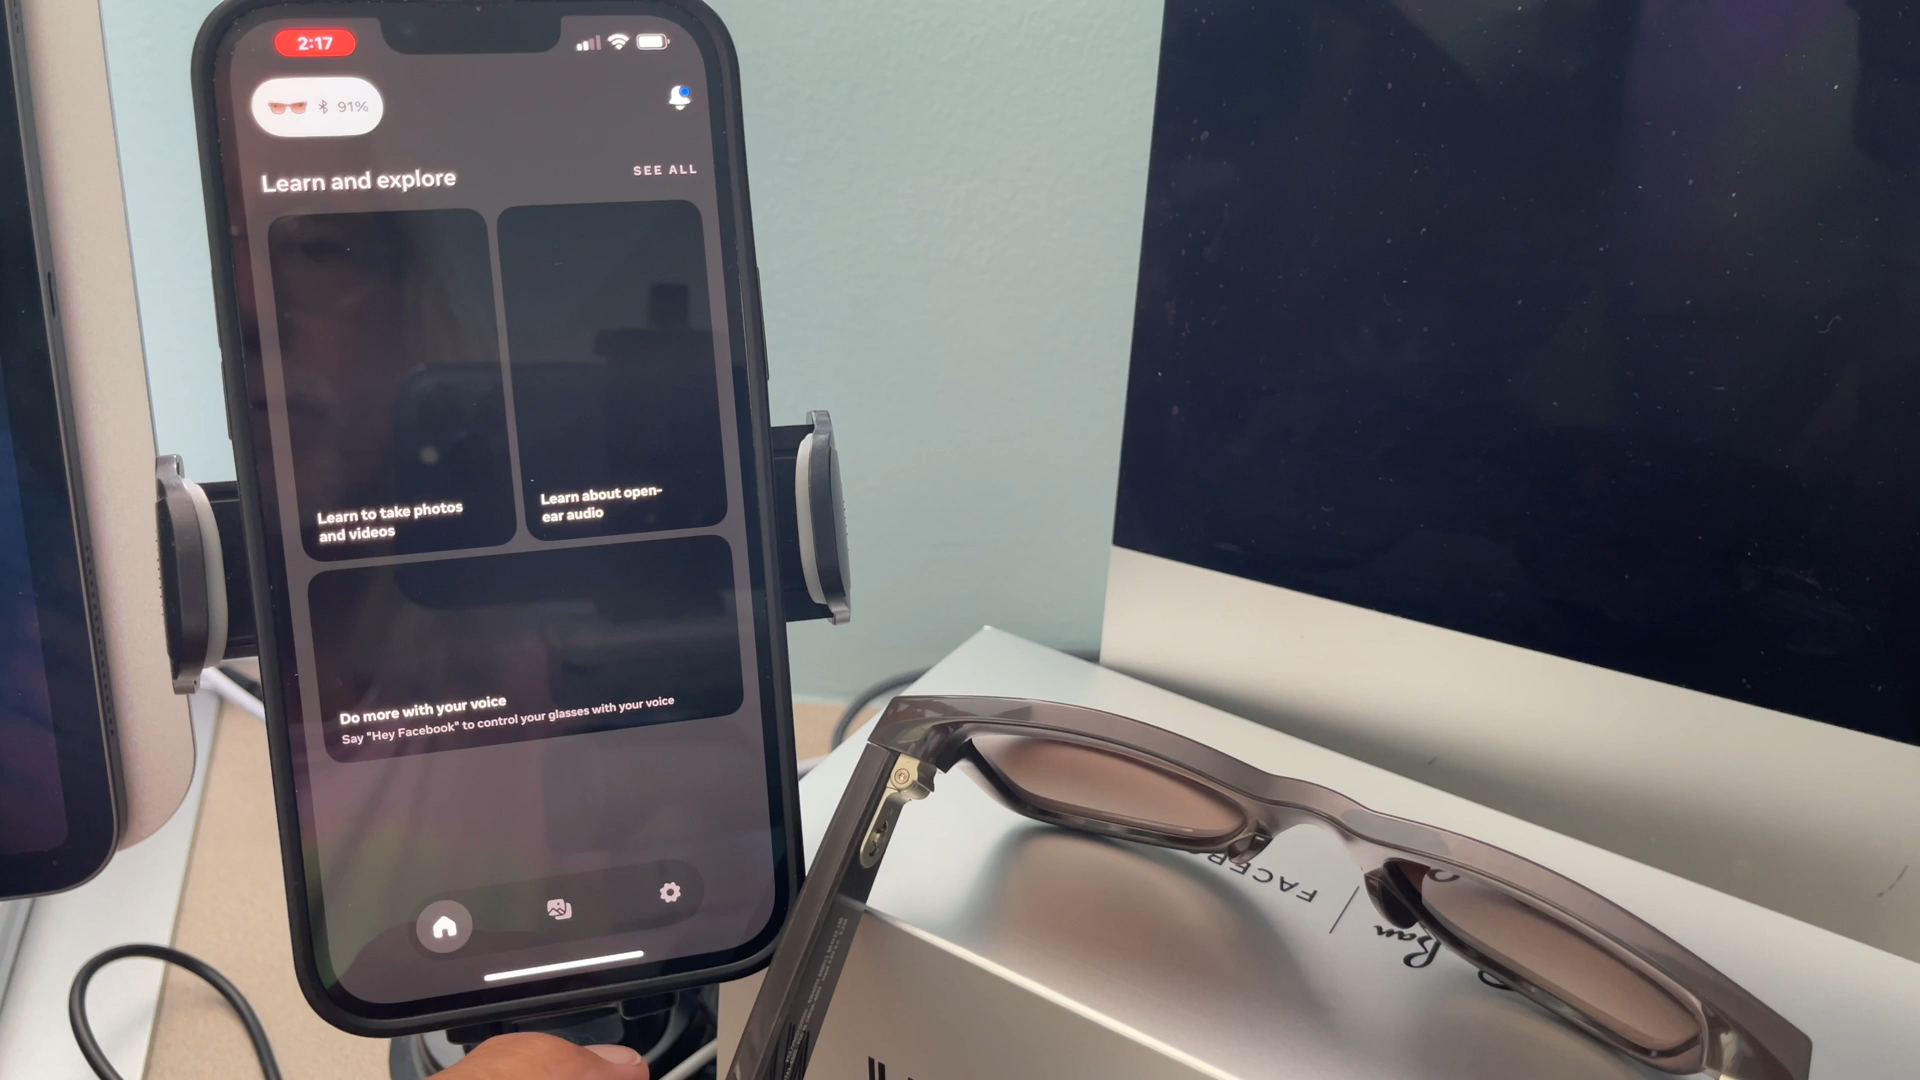 2:17
91%
Learn and explore
SEE ALL
Learn to take photos
and videos
Learn about open-
ear audio
Do more with your voice
Say "Hey Facebook" to control your glasses with your voice
Ban